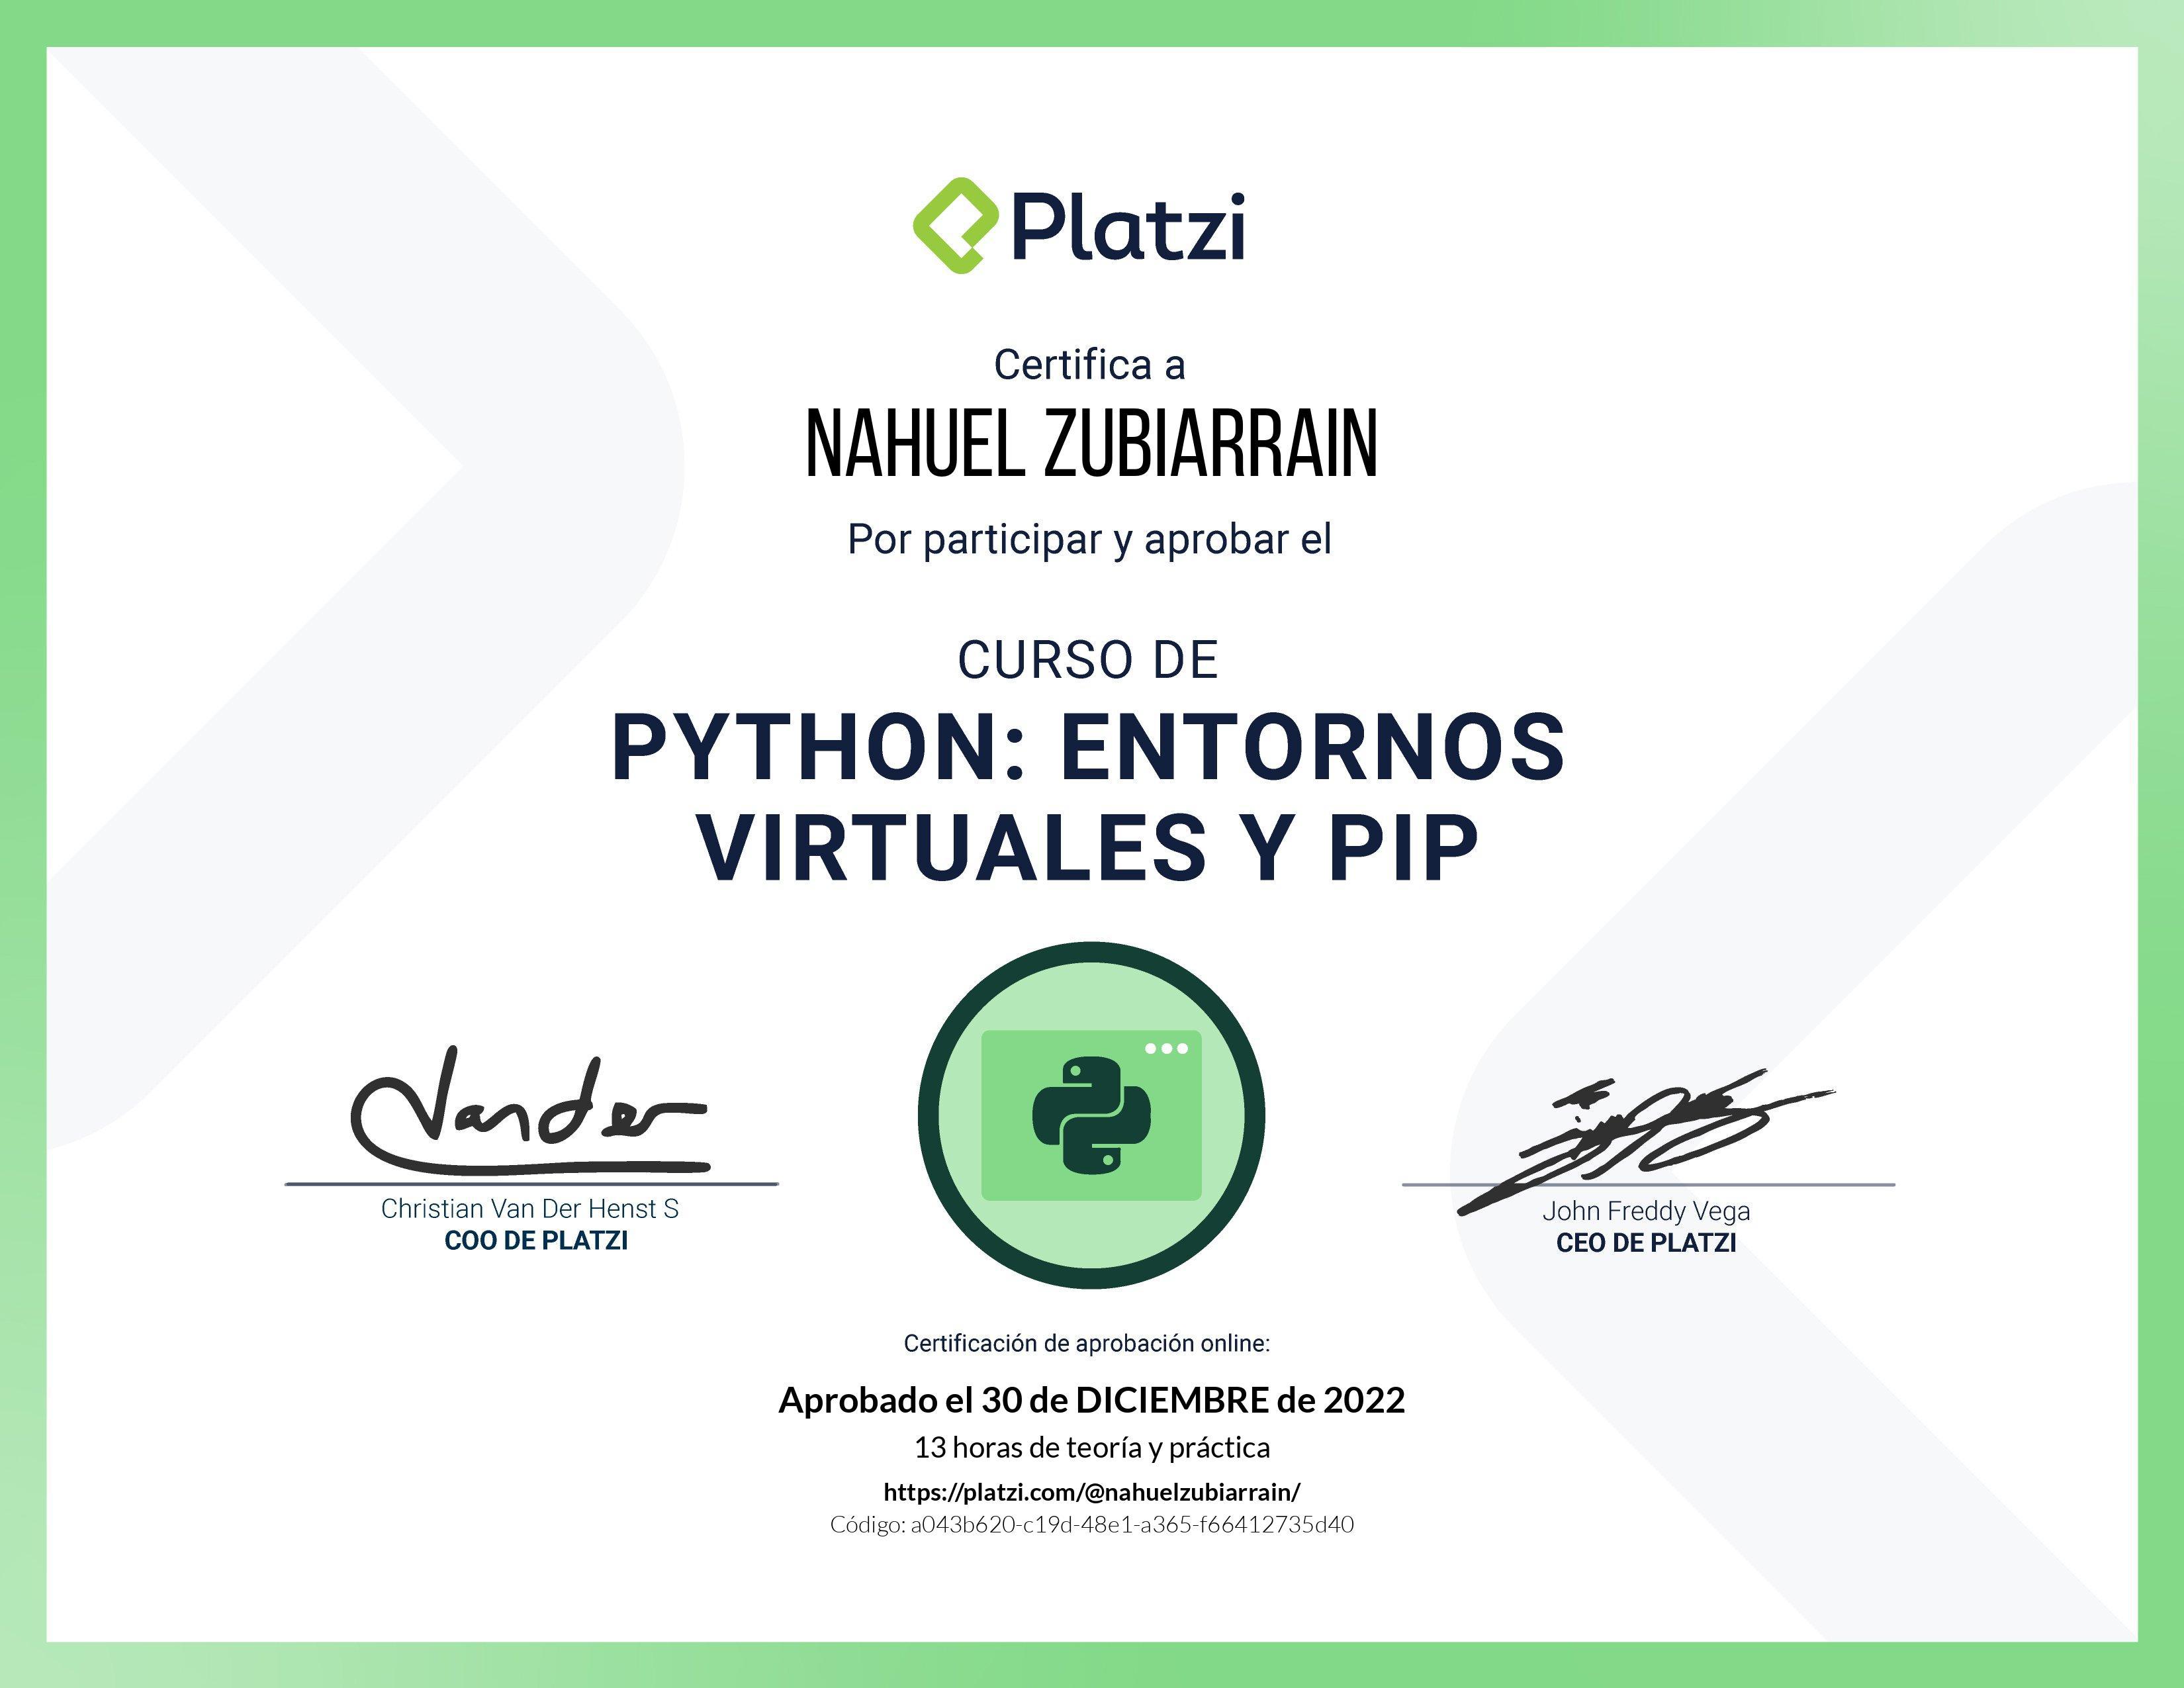 Platzi
Certifica a
NAHUEL ZUBIARRAIN
Por participar y aprobar el
CURSO DE
PYTHON: ENTORNOS
VIRTUALES Y PIP
Vander
Christian Van Der Henst S
COO DE PLATZI
John Freddy Vega
CEO DE PLATZI
Certificación de aprobación online:
Aprobado el 30 de DICIEMBRE de 2022
13 horas de teoría y práctica
https://platzi.com/@nahuelzubiarrain/
Código: a043b620-c19d-48e1-a365-f66412735d40